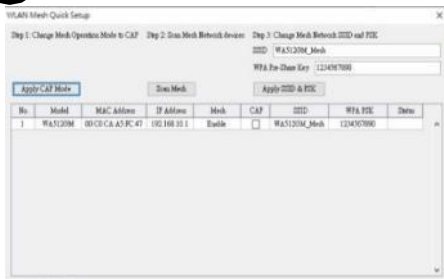 WLAN Mesh Quick Setup
Step 1: Change Mesh Operation Mode to CAP Step 2: Scan Mesh Network devices Step 3: Change Mesh Network SSID and PSK
SSID WA5120M_Mesh
WPA Pre-Share Key 1234567890
Apply CAP Mode Scan Mesh Apply SSID & PSK
No. Model MAC Address IP Address Mesh CAP SSID WPA PSK Status
1 WA5120M 00:C0:CA:A5:FC:47 192.168.10.1 Enable WA5120M_Mesh 1234567890